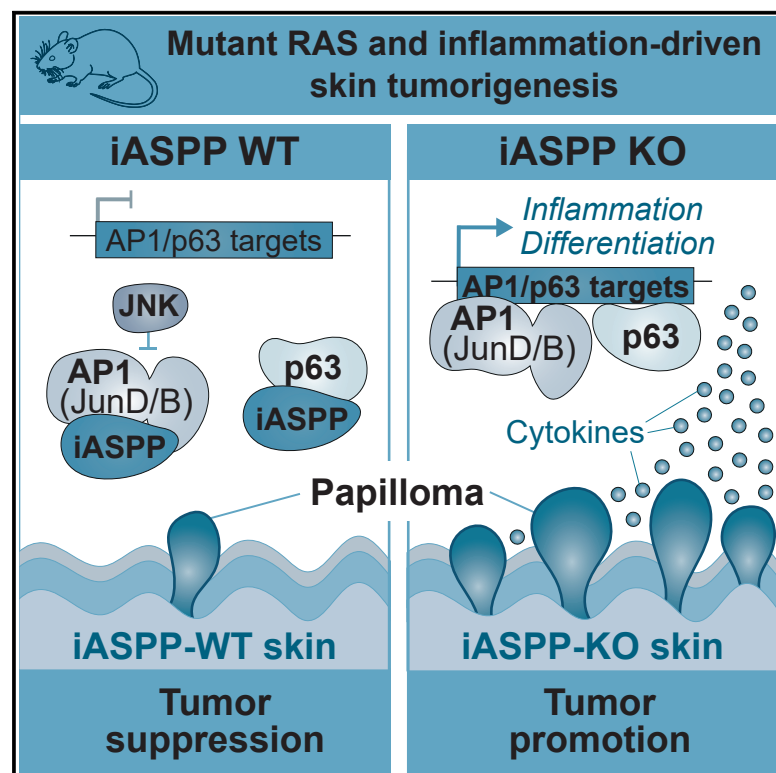 Mutant RAS and inflammation-driven
skin tumorigenesis
iASPP WT
AP1/p63 targets
JNK
AP1
(JunD/B)
iASPP
p63
iASPP
iASPP KO
Inflammation
Differentiation
AP1/p63 targets
AP1
(JunD/B)
p63
Cytokines
Papilloma
iASPP-WT skin
iASPP-KO skin
Tumor
suppression
Tumor
promotion